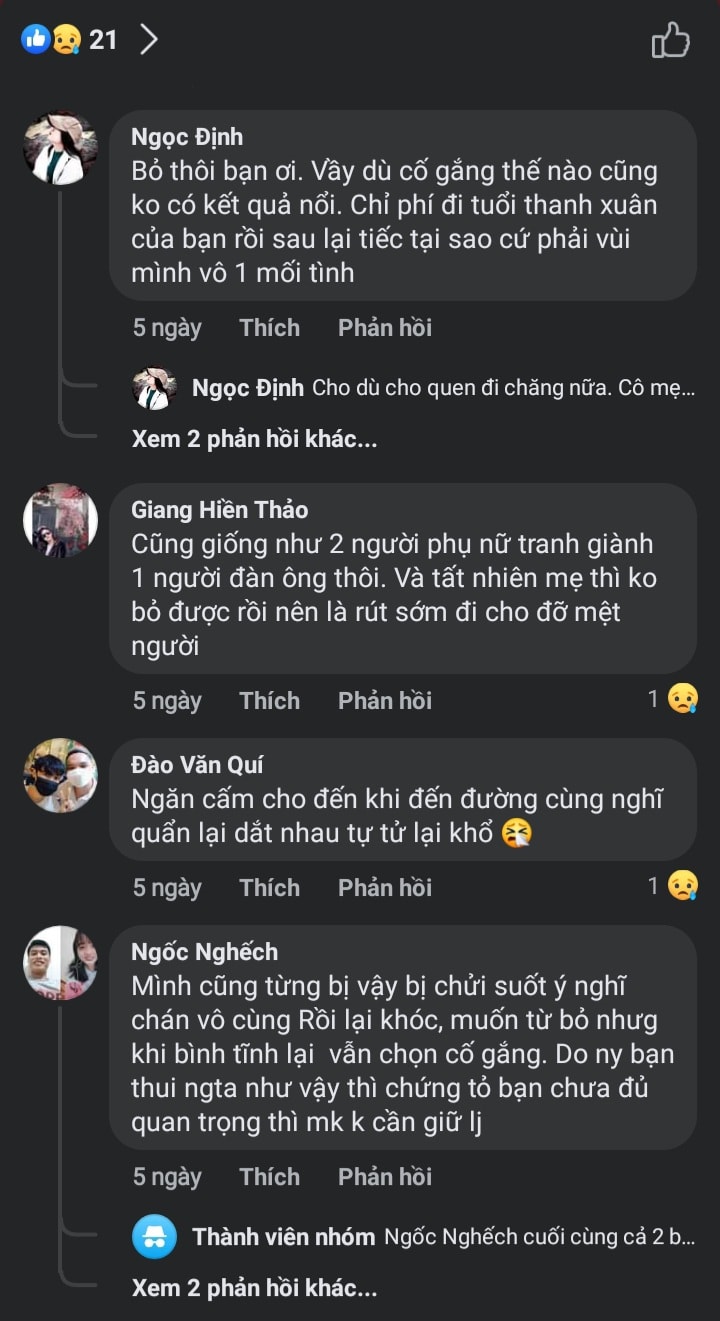 21
Ngọc Định
Bỏ thôi bạn ơi. Vầy dù cố gắng thế nào cũng
ko có kết quả nổi. Chỉ phí đi tuổi thanh xuân
của bạn rồi sau lại tiếc tại sao cứ phải vùi
mình vô 1 mối tình
5 ngày Thích Phản hồi
Ngọc Định Cho dù cho quen đi chăng nữa. Cô mẹ...
Xem 2 phản hồi khác...
Giang Hiền Thảo
Cũng giống như 2 người phụ nữ tranh giành
1 người đàn ông thôi. Và tất nhiên mẹ thì ko
bỏ được rồi nên là rút sớm đi cho đỡ mệt
người
5 ngày Thích Phản hồi 1
Đào Văn Quí
Ngăn cấm cho đến khi đến đường cùng nghĩ
quẩn lại dắt nhau tự tử lại khổ 🤧
5 ngày Thích Phản hồi 1
Ngốc Nghếch
Mình cũng từng bị vậy bị chửi suốt ý nghĩ
chán vô cùng Rồi lại khóc, muốn từ bỏ nhưg
khi bình tĩnh lại vẫn chọn cố gắng. Do ny bạn
thui ngta như vậy thì chứng tỏ bạn chưa đủ
quan trọng thì mk k cần giữ lj
5 ngày Thích Phản hồi
Thành viên nhóm Ngốc Nghếch cuối cùng cả 2 b...
Xem 2 phản hồi khác...